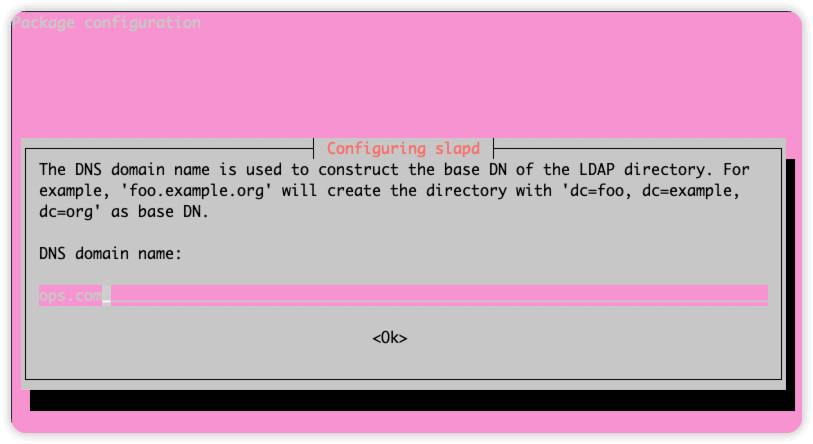 Package configuration
Configuring slapd
The DNS domain name is used to construct the base DN of the LDAP directory. For
example, 'foo.example.org' will create the directory with 'dc=foo, dc=example,
dc=org' as base DN.
DNS domain name:
ops.com
<Ok>